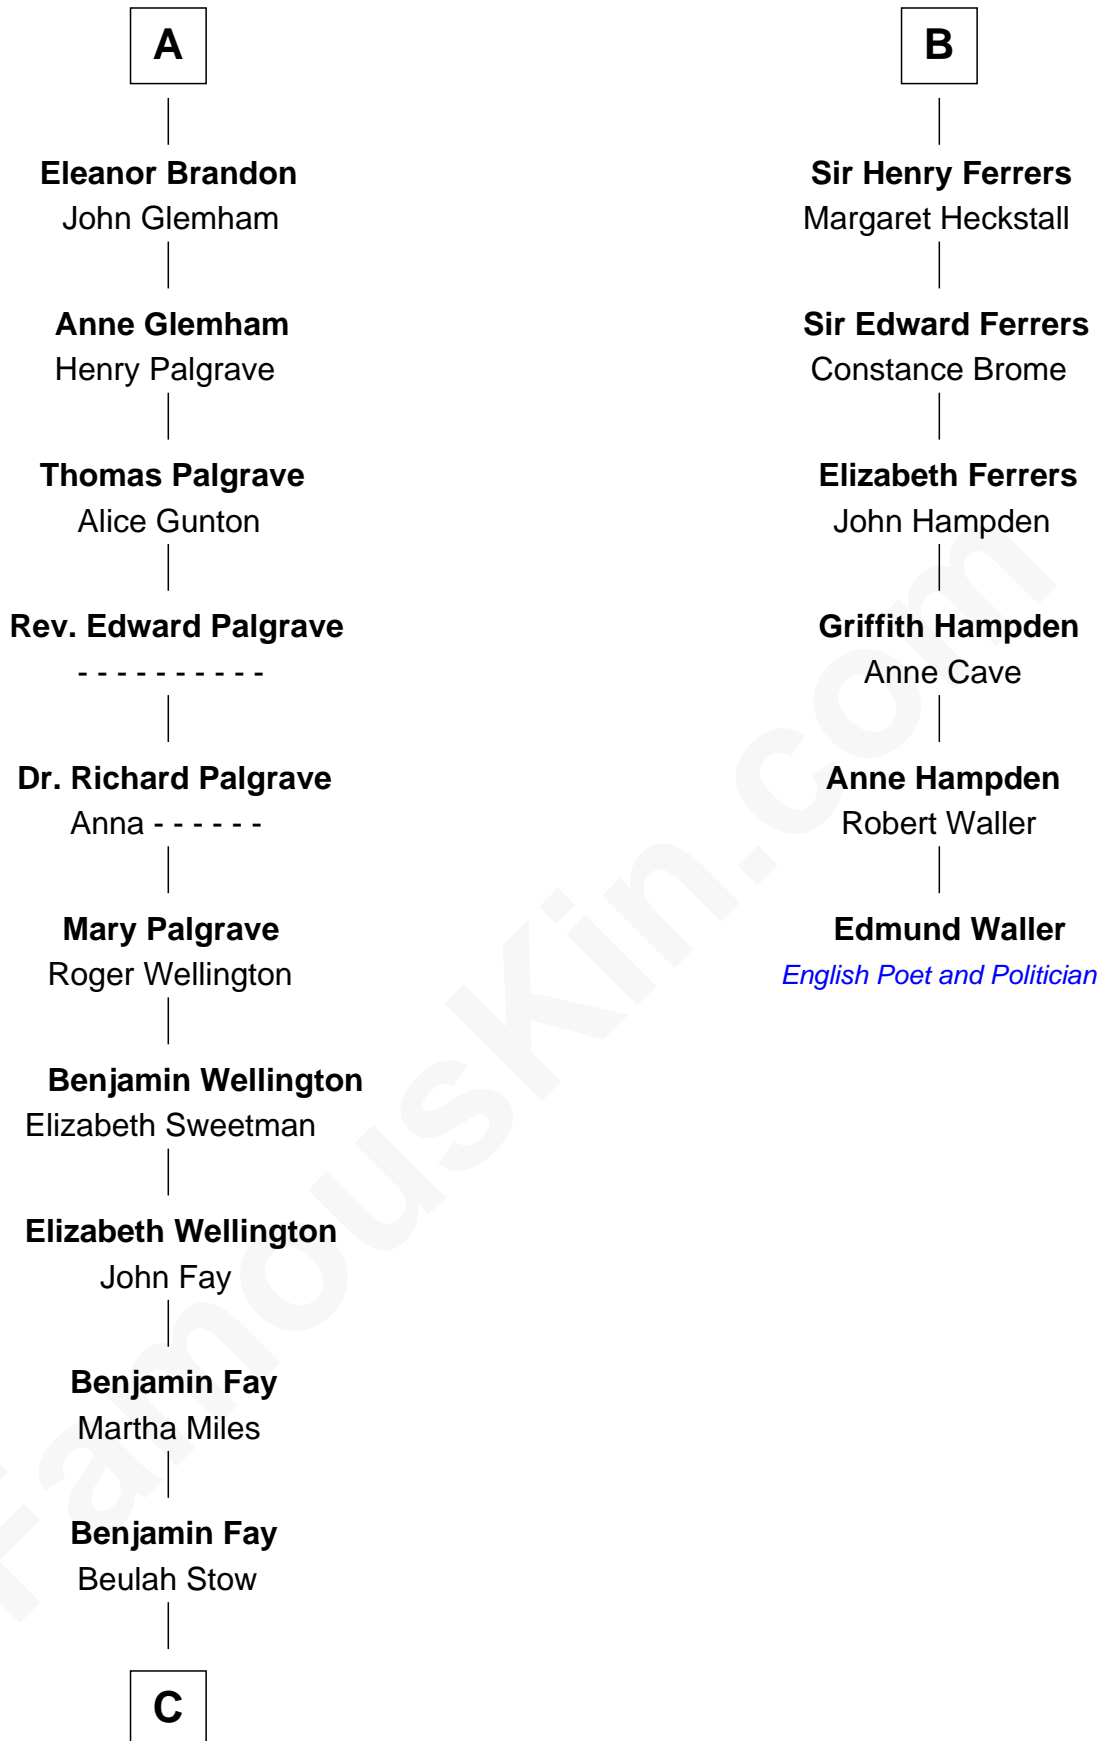 A
Eleanor Brandon
John Glemham
Anne Glemham
Henry Palgrave
Thomas Palgrave
Alice Gunton
Rev. Edward Palgrave
- - - - - - - - - -
Dr. Richard Palgrave
Anna - - - - - -
Mary Palgrave
Roger Wellington
Benjamin Wellington
Elizabeth Sweetman
Elizabeth Wellington
John Fay
Benjamin Fay
Martha Miles
Benjamin Fay
Beulah Stow
C
B
Sir Henry Ferrers
Margaret Heckstall
Sir Edward Ferrers
Constance Brome
Elizabeth Ferrers
John Hampden
Griffith Hampden
Anne Cave
Anne Hampden
Robert Waller
Edmund Waller
English Poet and Politician
FamousKin.com